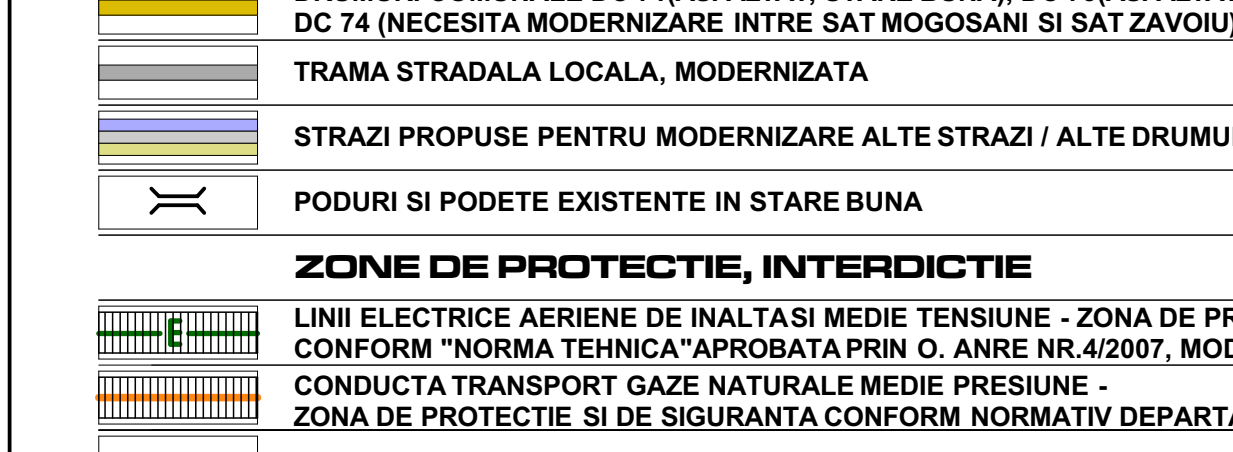 DC 74 (NECESITA MODERNIZARE INTRE SAT MOGOSANI SI SAT ZAVOIU)
TRAMA STRADALA LOCALA, MODERNIZATA
STRAZI PROPUSE PENTRU MODERNIZARE ALTE STRAZI / ALTE
PODURI SI PODETE EXISTENTE IN STARE BUNA
ZONE DE PROTECTIE, INTERDICTIE
E
LINII ELECTRICE AERIENE DE INALTA SI MEDIE TENSIUNE - ZONA DE
CONFORM "NORMA TEHNICA" APROBATA PRIN O. ANRE NR.4/2007,
CONDUCTA TRANSPORT GAZE NATURALE MEDIE PRESIUNE -
ZONA DE PROTECTIE SI DE SIGURANTA CONFORM NORMATIV